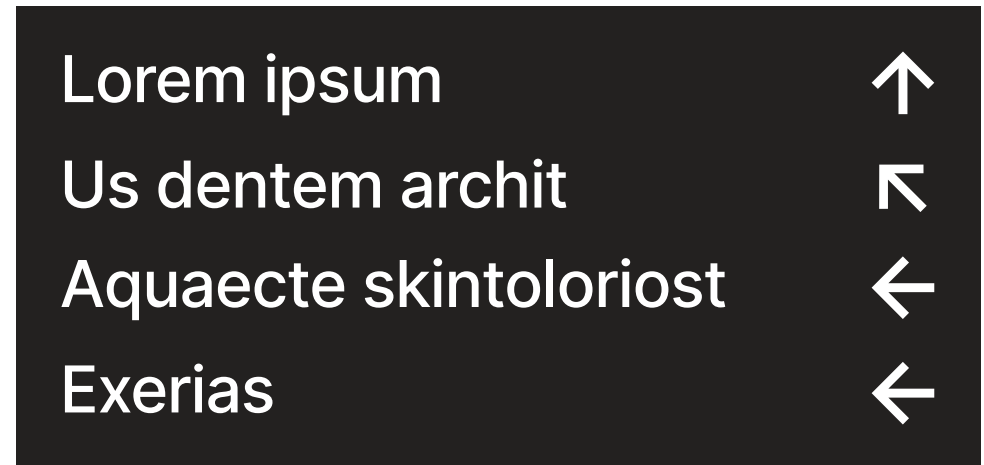 Lorem ipsum ↑
Us dentem archit ↖
Aquaecte skintoloriost ←
Exerias ←